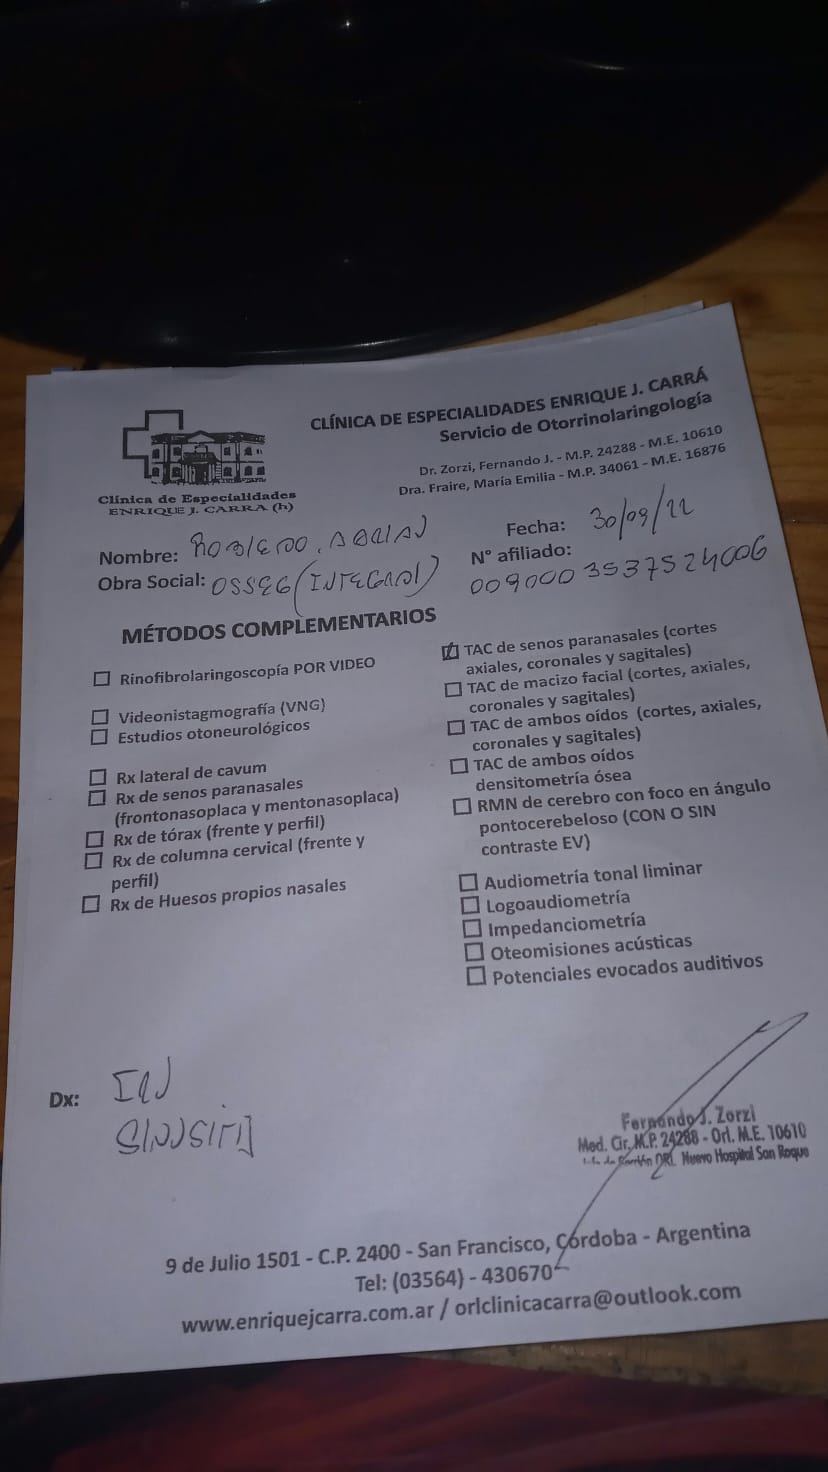 CLÍNICA DE ESPECIALIDADES ENRIQUE J. CARRÁ
Servicio de Otorrinolaringología
Dr. Zorzi, Fernando J. - M.P. 24288 - M.E. 10610
Dra. Fraire, María Emilia - M.P. 34061 - M.E. 16876
Clínica de Especialidades
ENRIQUE J. CARRA (h)
Nombre: ROBLEDO,
Fecha: 30/09/22
Obra Social: OSSEG (INTEGRAL)
N° afiliado: 0090003537524006
MÉTODOS COMPLEMENTARIOS
Rinofibrolaringoscopía POR VIDEO
Videonistagmografía (VNG)
Estudios otoneurológicos
Rx lateral de cavum
Rx de senos paranasales
(frontonasoplaca y mentonasoplaca)
Rx de tórax (frente y perfil)
Rx de columna cervical (frente y
perfil)
Rx de Huesos propios nasales
TAC de senos paranasales (cortes
axiales, coronales y sagitales)
TAC de macizo facial (cortes, axiales,
coronales y sagitales)
TAC de ambos oídos (cortes, axiales,
coronales y sagitales)
TAC de ambos oídos
densitometría ósea
RMN de cerebro con foco en ángulo
pontocerebeloso (CON O SIN
contraste EV)
Audiometría tonal liminar
Logoaudiometría
Impedanciometría
Oteomisiones acústicas
Potenciales evocados auditivos
Dx:
Fernando J. Zorzi
Med. Cir. M.P. 24288 - Orl. M.E. 10610
ORL Nuevo Hospital San Roque
9 de Julio 1501 - C.P. 2400 - San Francisco, Córdoba - Argentina
Tel: (03564) - 430670
www.enriquejcarra.com.ar / orlclinicacarra@outlook.com